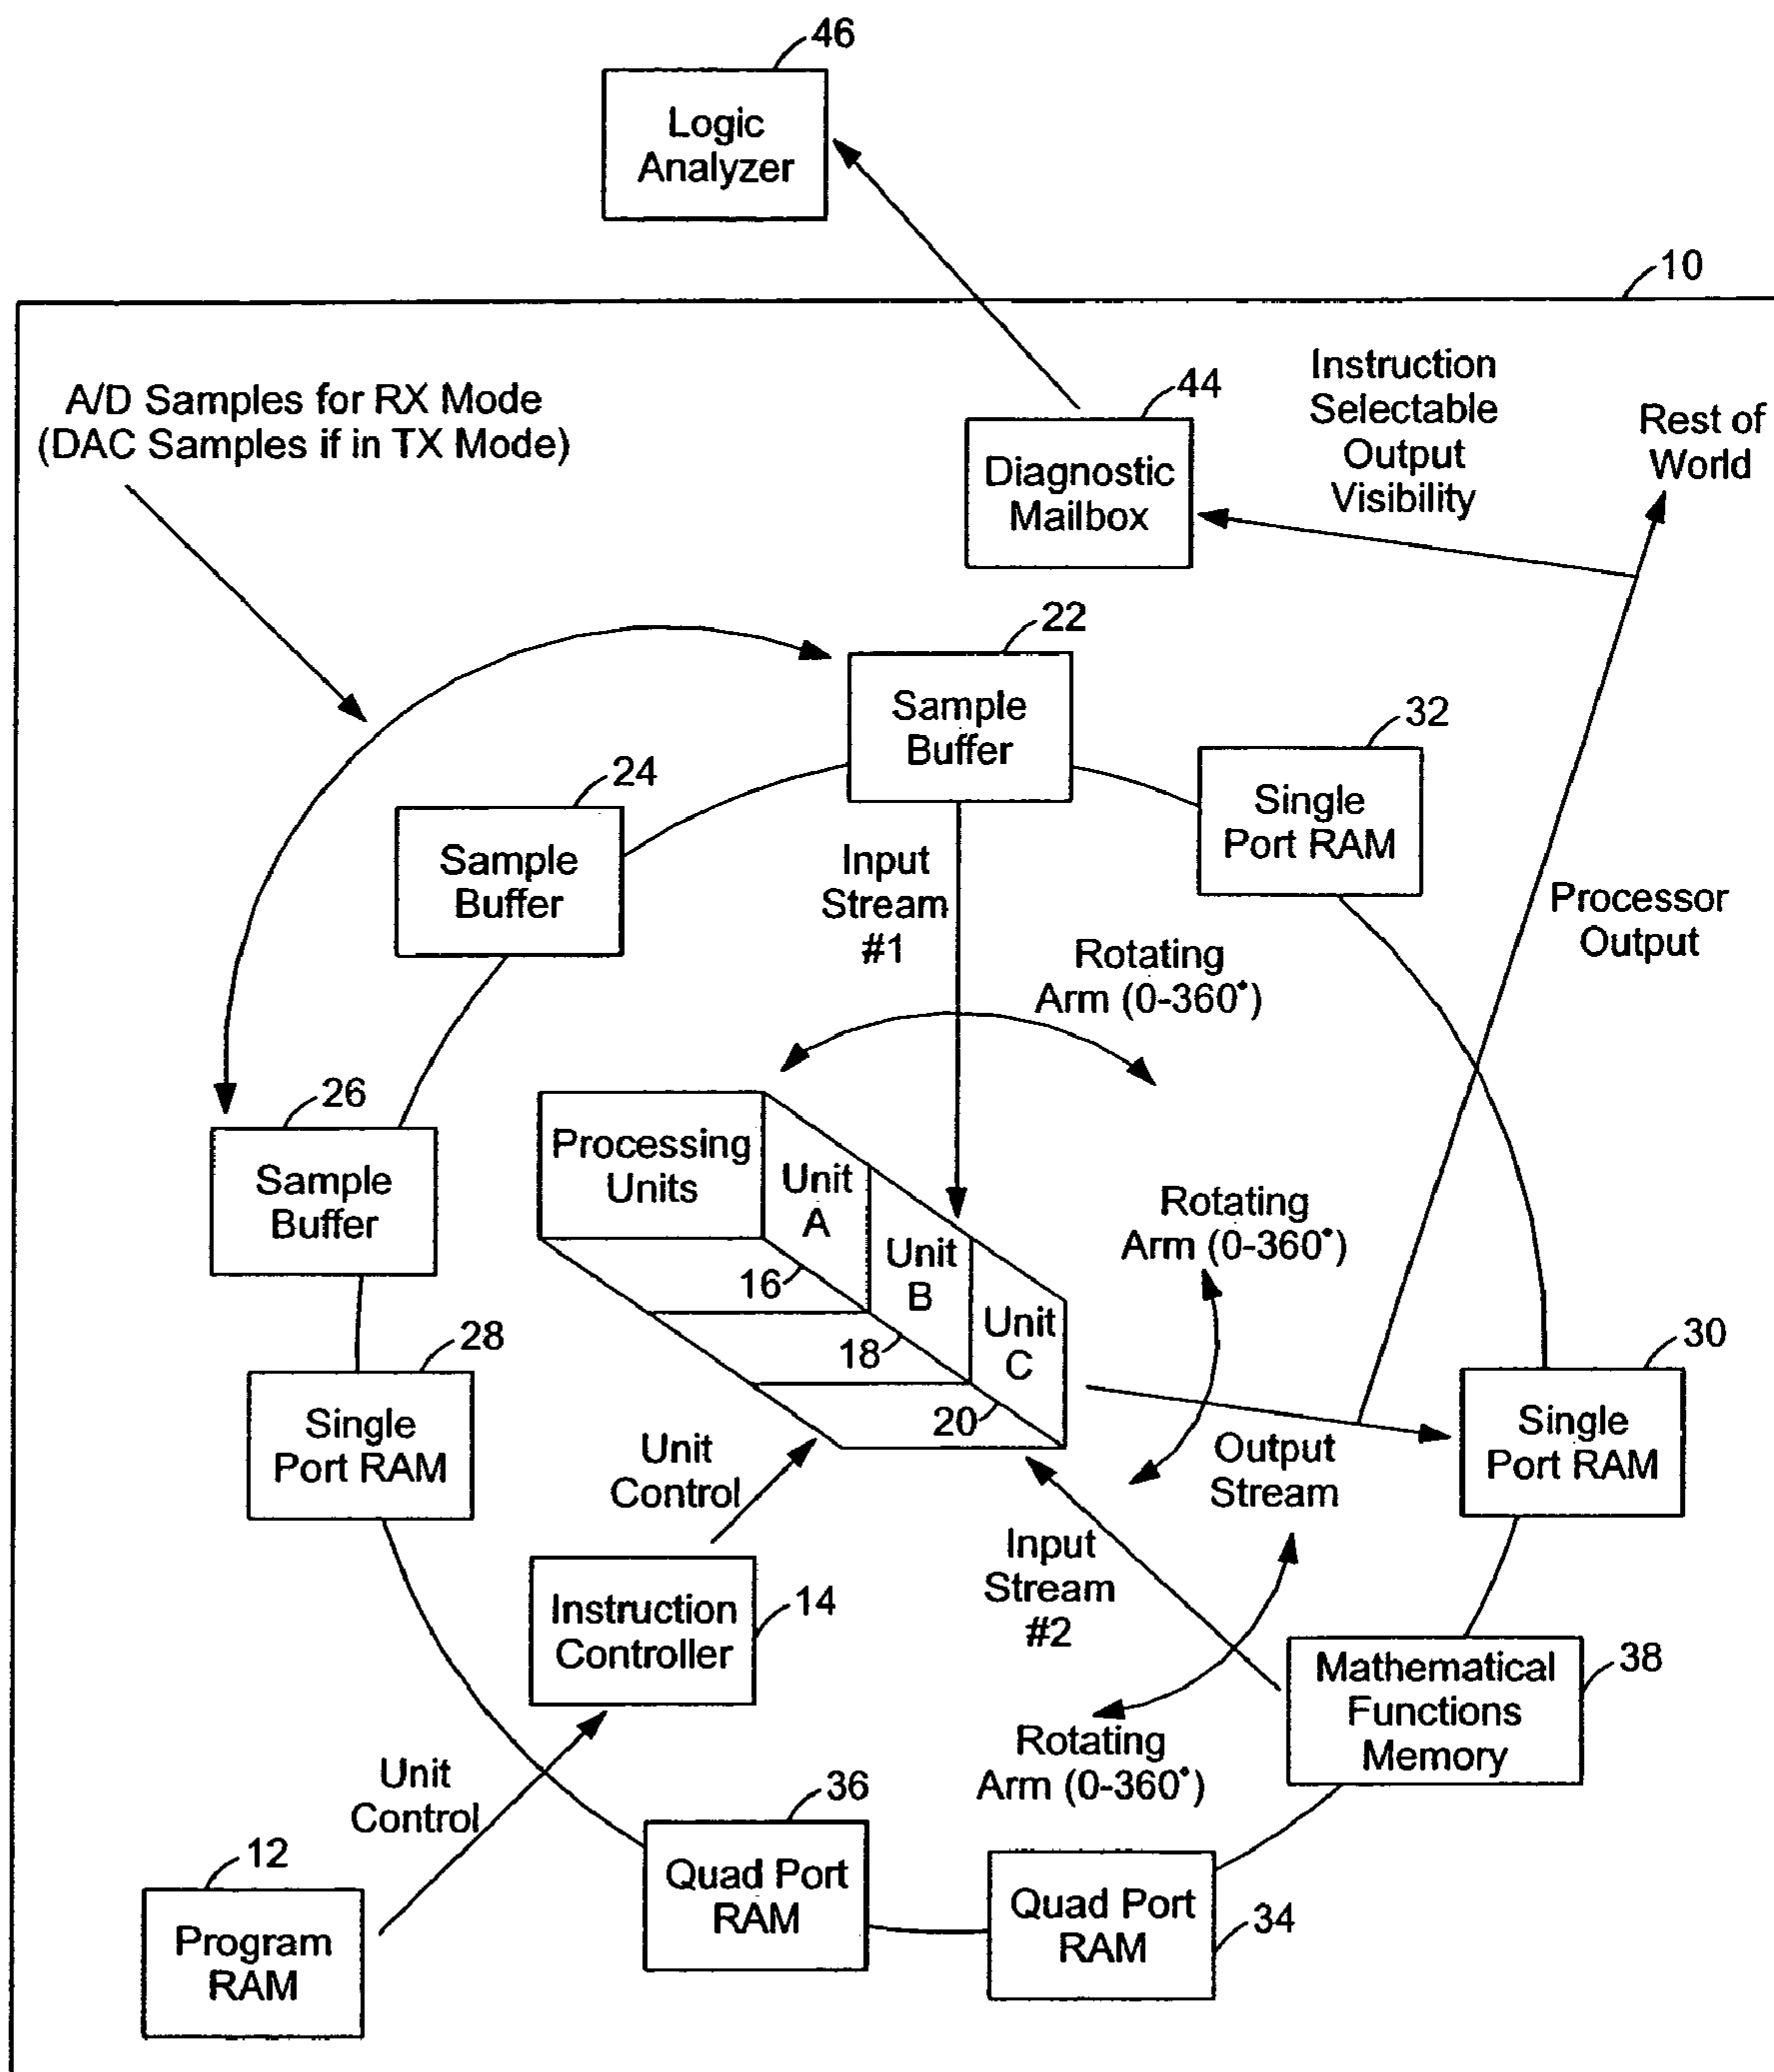 46
Logic
Analyzer
10
A/D Samples for RX Mode
(DAC Samples if in TX Mode)
44
Diagnostic
Mailbox
Instruction
Selectable
Output
Visibility
Rest of
World
22
Sample
Buffer
24
Sample
Buffer
32
Single
Port RAM
Input
Stream
#1
Processor
Output
Rotating
Arm (0-360°)
26
Sample
Buffer
Processing
Units
Unit
A
Unit
B
Unit
C
16
18
20
Rotating
Arm (0-360°)
28
Single
Port RAM
30
Single
Port RAM
Unit
Control
Output
Stream
Input
Stream
#2
Instruction
Controller
14
Mathematical
Functions
Memory
38
Rotating
Arm (0-360°)
Unit
Control
36
Quad Port
RAM
Quad Port
RAM
34
12
Program
RAM